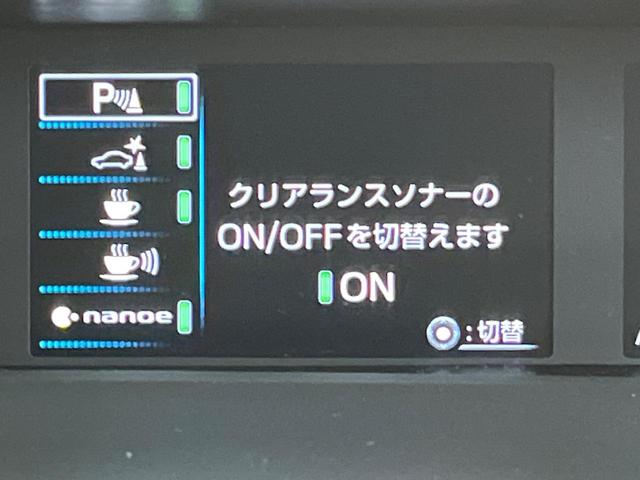 P
nanoe
クリアランスソナーの
ON/OFFを切替えます
ON
:切替